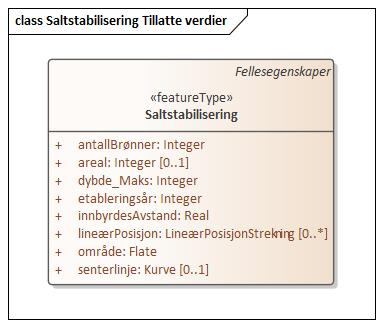 class Saltstabilisering Tillatte verdier
Fellesegenskaper
«featureType»
Saltstabilisering
+ antallBrønner: Integer
+ areal: Integer [0..1]
+ dybde_Maks: Integer
+ etableringsår: Integer
+ innbyrdesAvstand: Real
+ lineærPosisjon: LineærPosisjonStrekning [0..*]
+ område: Flate
+ senterlinje: Kurve [0..1]